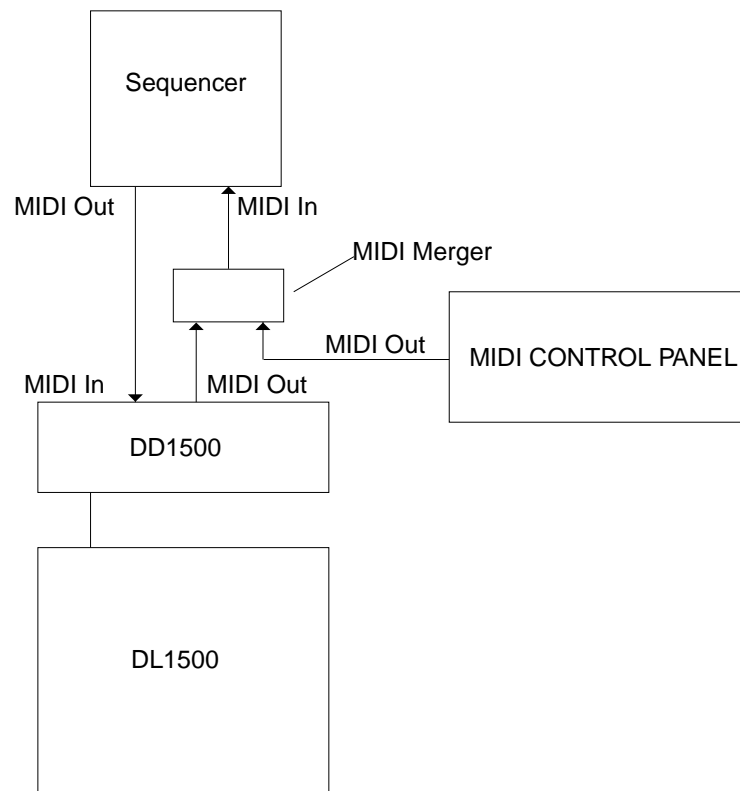 Sequencer
MIDI Out
MIDI In
MIDI Merger
MIDI Out
MIDI CONTROL PANEL
MIDI In
MIDI Out
DD1500
DL1500